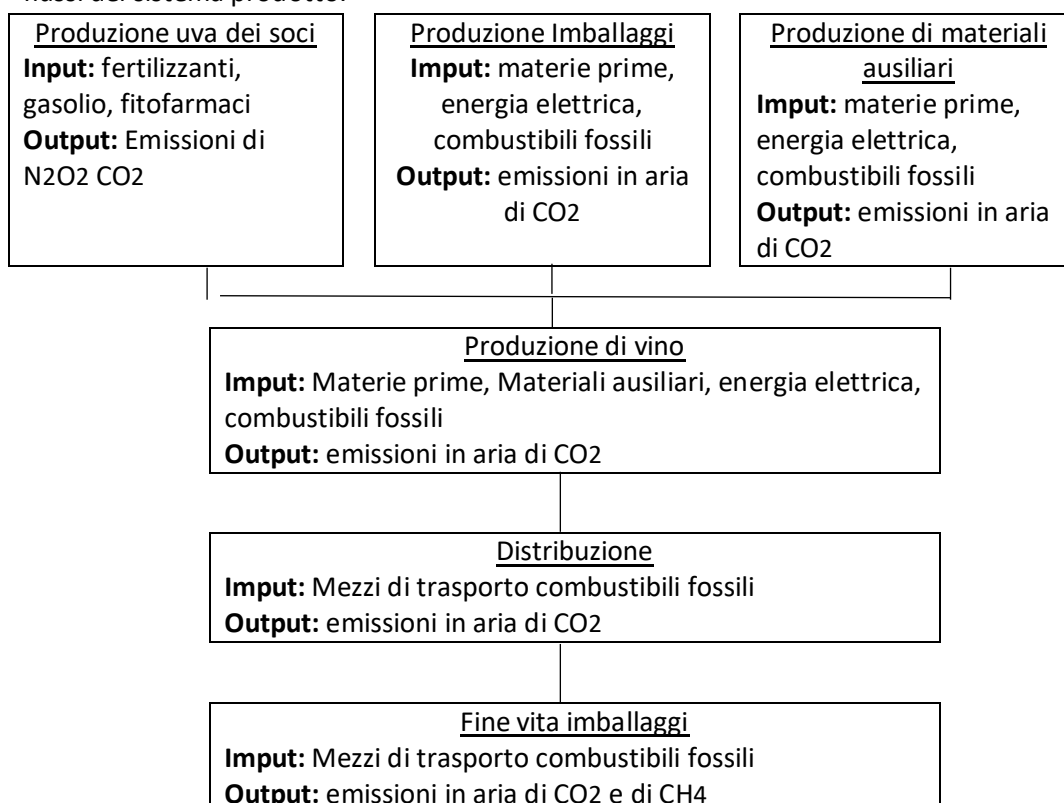 flussi del sistema prodotto.
Produzione uva dei soci
Input: fertilizzanti,
gasolio, fitofarmaci
Output: Emissioni di
N2O2 CO2
Produzione Imballaggi
Imput: materie prime,
energia elettrica,
combustibili fossili
Output: emissioni in aria
di CO2
Produzione di materiali
ausiliari
Imput: materie prime,
energia elettrica,
combustibili fossili
Output: emissioni in aria
di CO2
Produzione di vino
Imput: Materie prime, Materiali ausiliari, energia elettrica,
combustibili fossili
Output: emissioni in aria di CO2
Distribuzione
Imput: Mezzi di trasporto combustibili fossili
Output: emissioni in aria di CO2
Fine vita imballaggi
Imput: Mezzi di trasporto combustibili fossili
Output: emissioni in aria di CO2 e di CH4